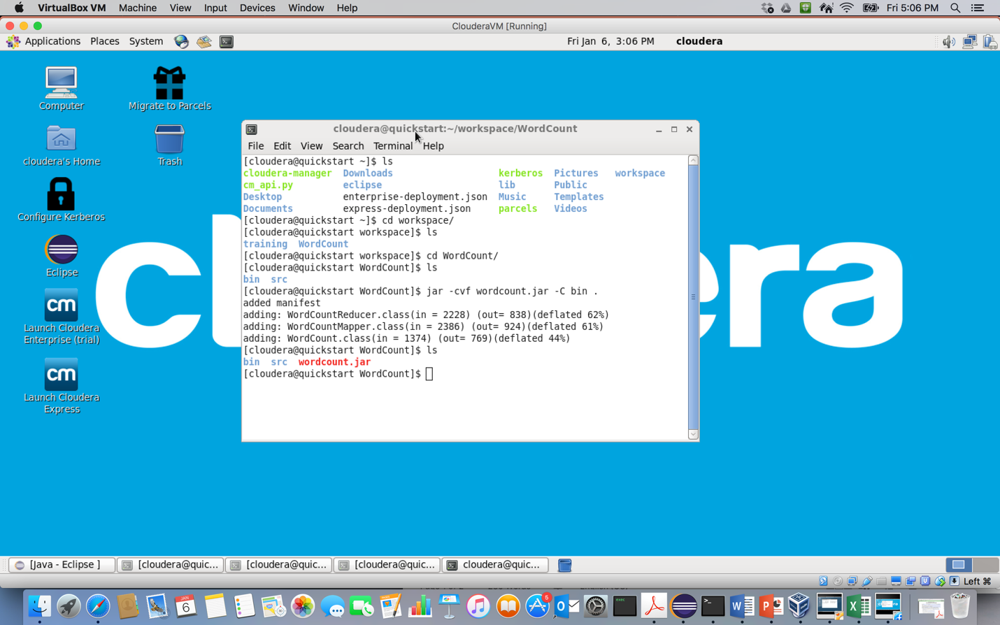 VirtualBox VM Machine View Input Devices Window Help Fri 5:06 PM
ClouderaVM [Running]
Applications Places System Fri Jan 6, 3:06 PM cloudera
Computer
Migrate to Parcels
cloudera's Home
Trash
Configure Kerberos
Eclipse
cm
Launch Cloudera
Enterprise (trial)
cm
Launch Cloudera
Express
cloudera@quickstart:~/workspace/WordCount
File Edit View Search Terminal Help
[cloudera@quickstart ~]$ ls
cloudera-manager Downloads kerberos Pictures workspace
cm_api.py eclipse lib Public
Desktop enterprise-deployment.json Music Templates
Documents express-deployment.json parcels Videos
[cloudera@quickstart ~]$ cd workspace/
[cloudera@quickstart workspace]$ ls
training WordCount
[cloudera@quickstart workspace]$ cd WordCount/
[cloudera@quickstart WordCount]$ ls
bin src
[cloudera@quickstart WordCount]$ jar -cvf wordcount.jar -C bin .
added manifest
adding: WordCountReducer.class(in = 2228) (out= 838)(deflated 62%)
adding: WordCountMapper.class(in = 2386) (out= 924)(deflated 61%)
adding: WordCount.class(in = 1374) (out= 769)(deflated 44%)
[cloudera@quickstart WordCount]$ ls
bin src wordcount.jar
[cloudera@quickstart WordCount]$
cl era
[Java - Eclipse ] [cloudera@quic... [cloudera@quic... [cloudera@quic... cloudera@quic...
Left ⌘
JAN
6
5
exec